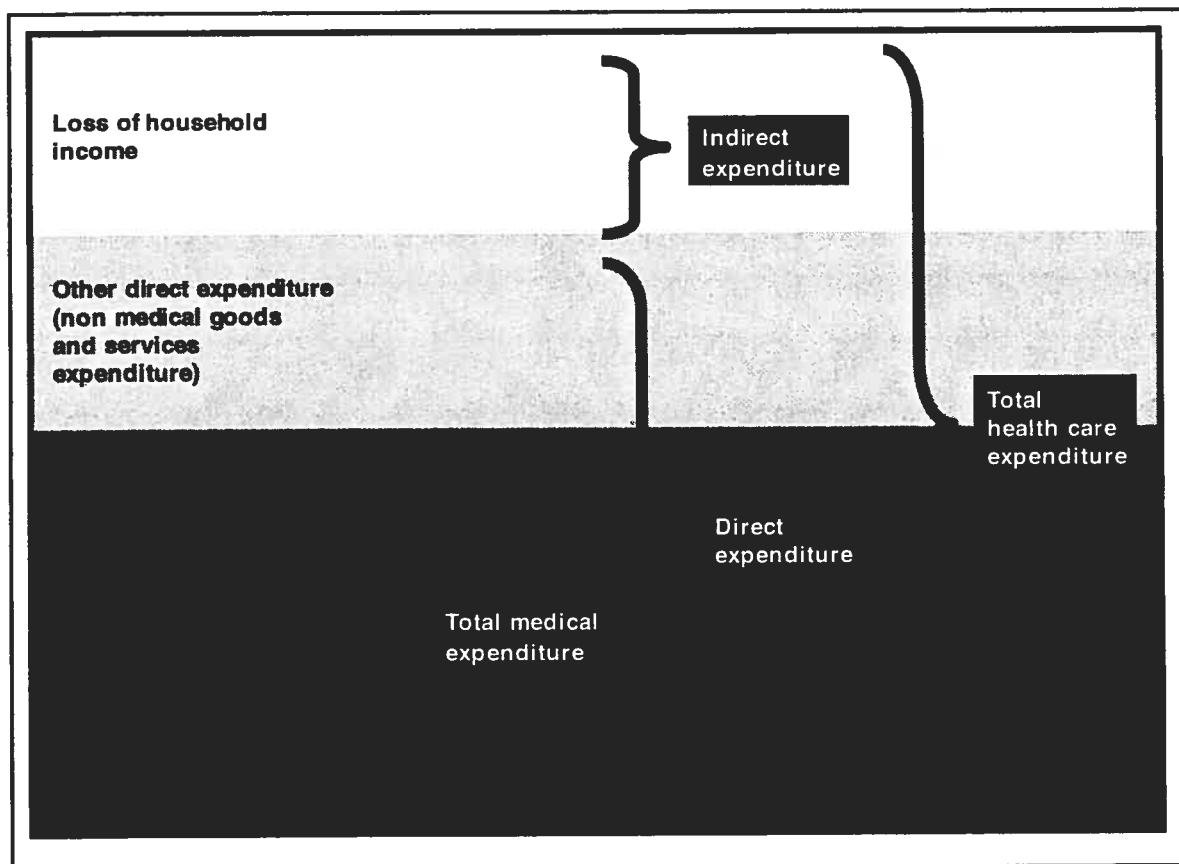 Loss of household
income
Indirect
expenditure
Other direct expenditure
(non medical goods
and services
expenditure)
Total
health care
expenditure
Direct
expenditure
Total medical
expenditure